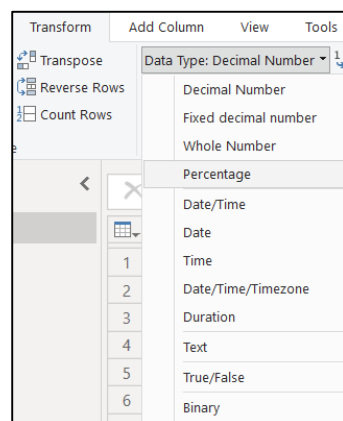 Transform Add Column View Tools
Transpose
Data Type: Decimal Number
Reverse Rows
Count Rows
Decimal Number
Fixed decimal number
Whole Number
Percentage
Date/Time
Date
Time
Date/Time/Timezone
Duration
Text
True/False
Binary
1
2
3
4
5
6